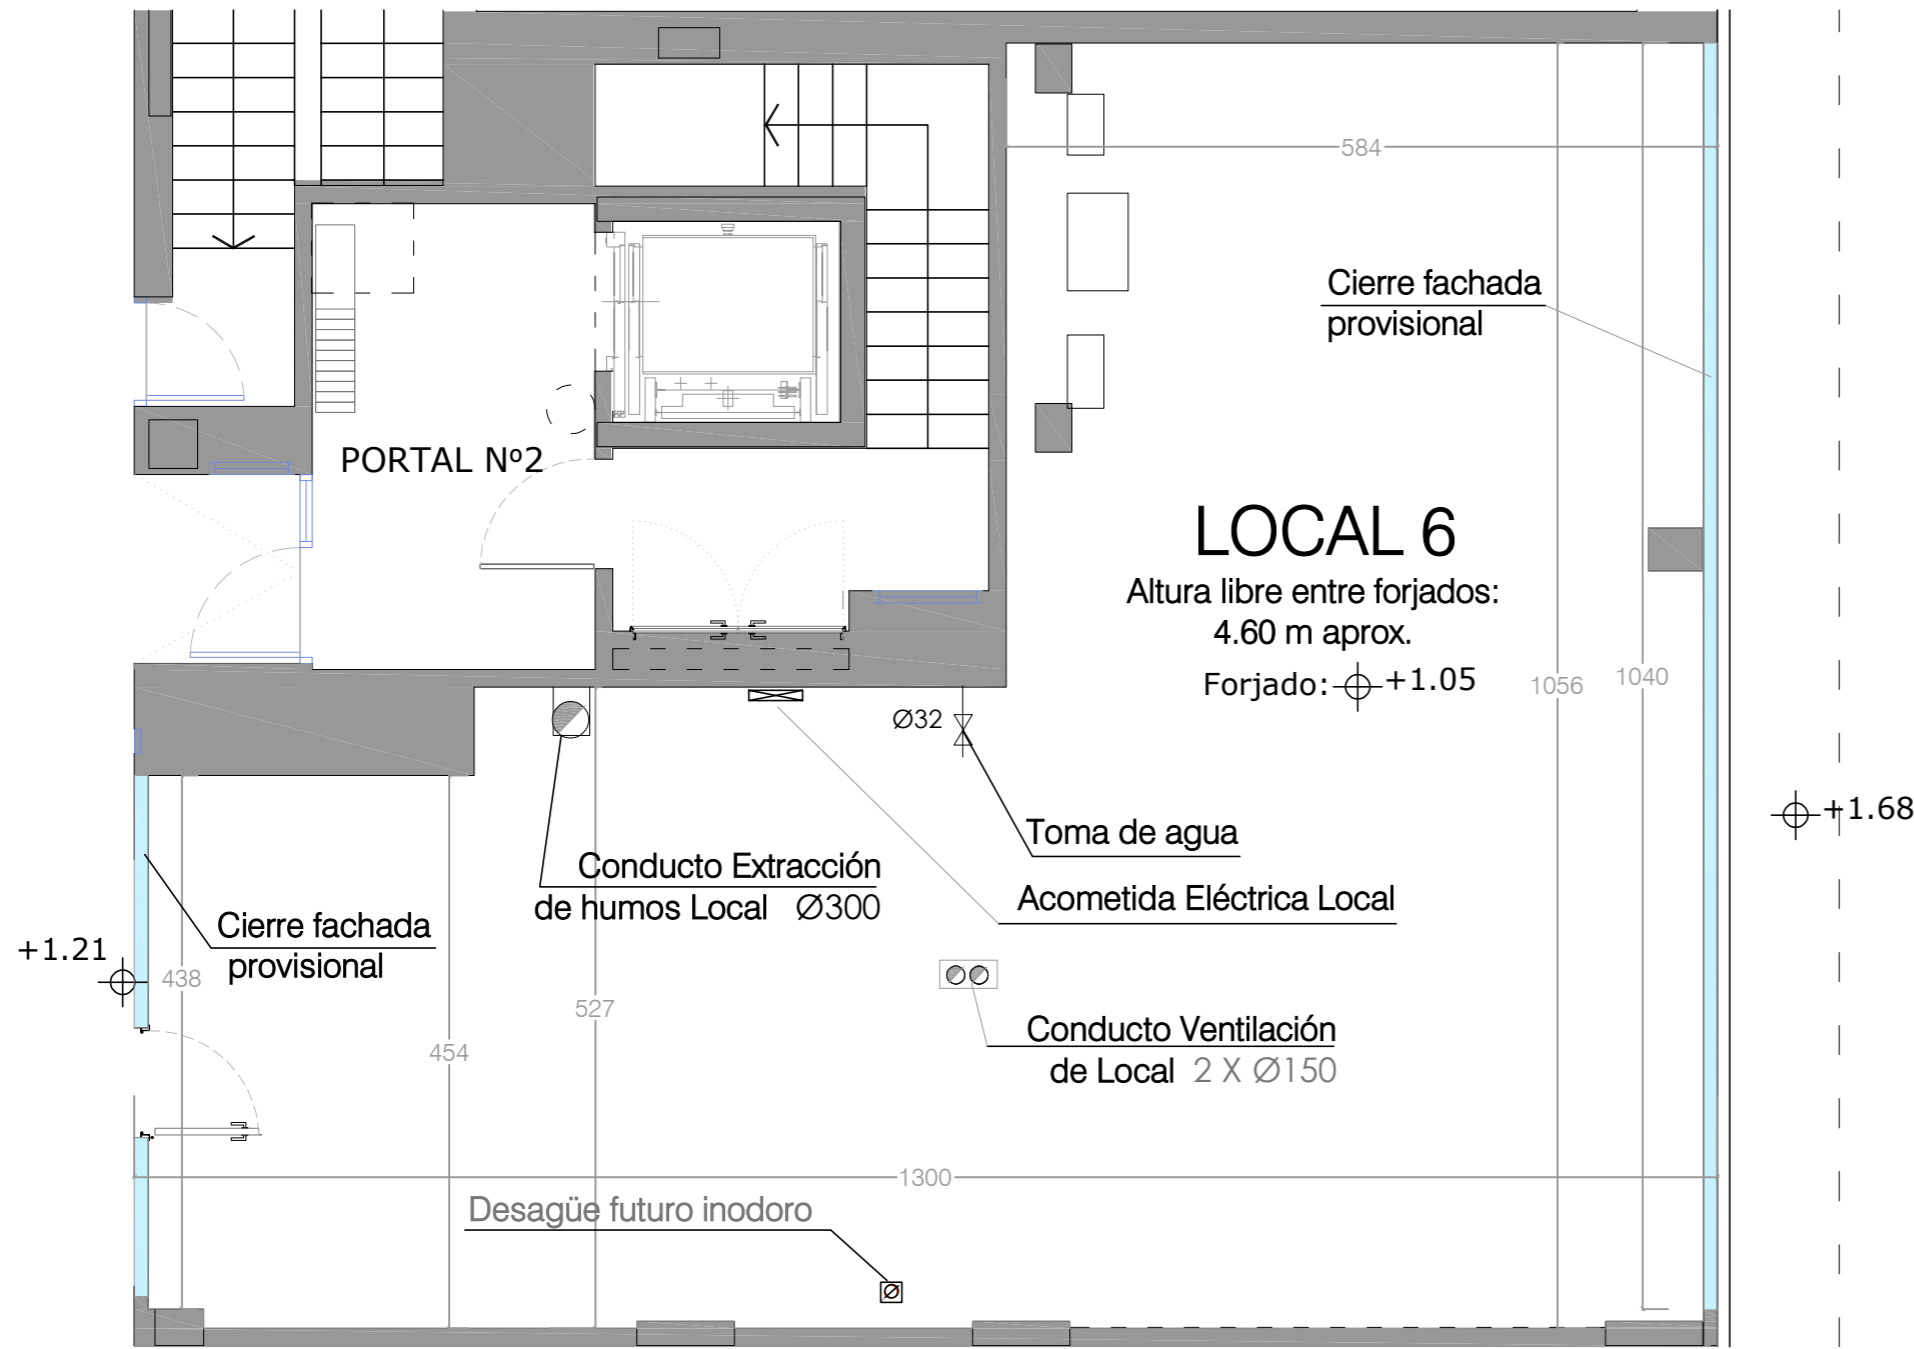 584
Cierre fachada
provisional
PORTAL Nº2
LOCAL 6
Altura libre entre forjados:
4.60 m aprox.
Forjado: +1.05
1056
1040
Ø32
+1.68
Toma de agua
Conducto Extracción
de humos Local Ø300
Acometida Eléctrica Local
Cierre fachada
provisional
+1.21
438
527
454
Conducto Ventilación
de Local 2 X Ø150
1300
Desagüe futuro inodoro